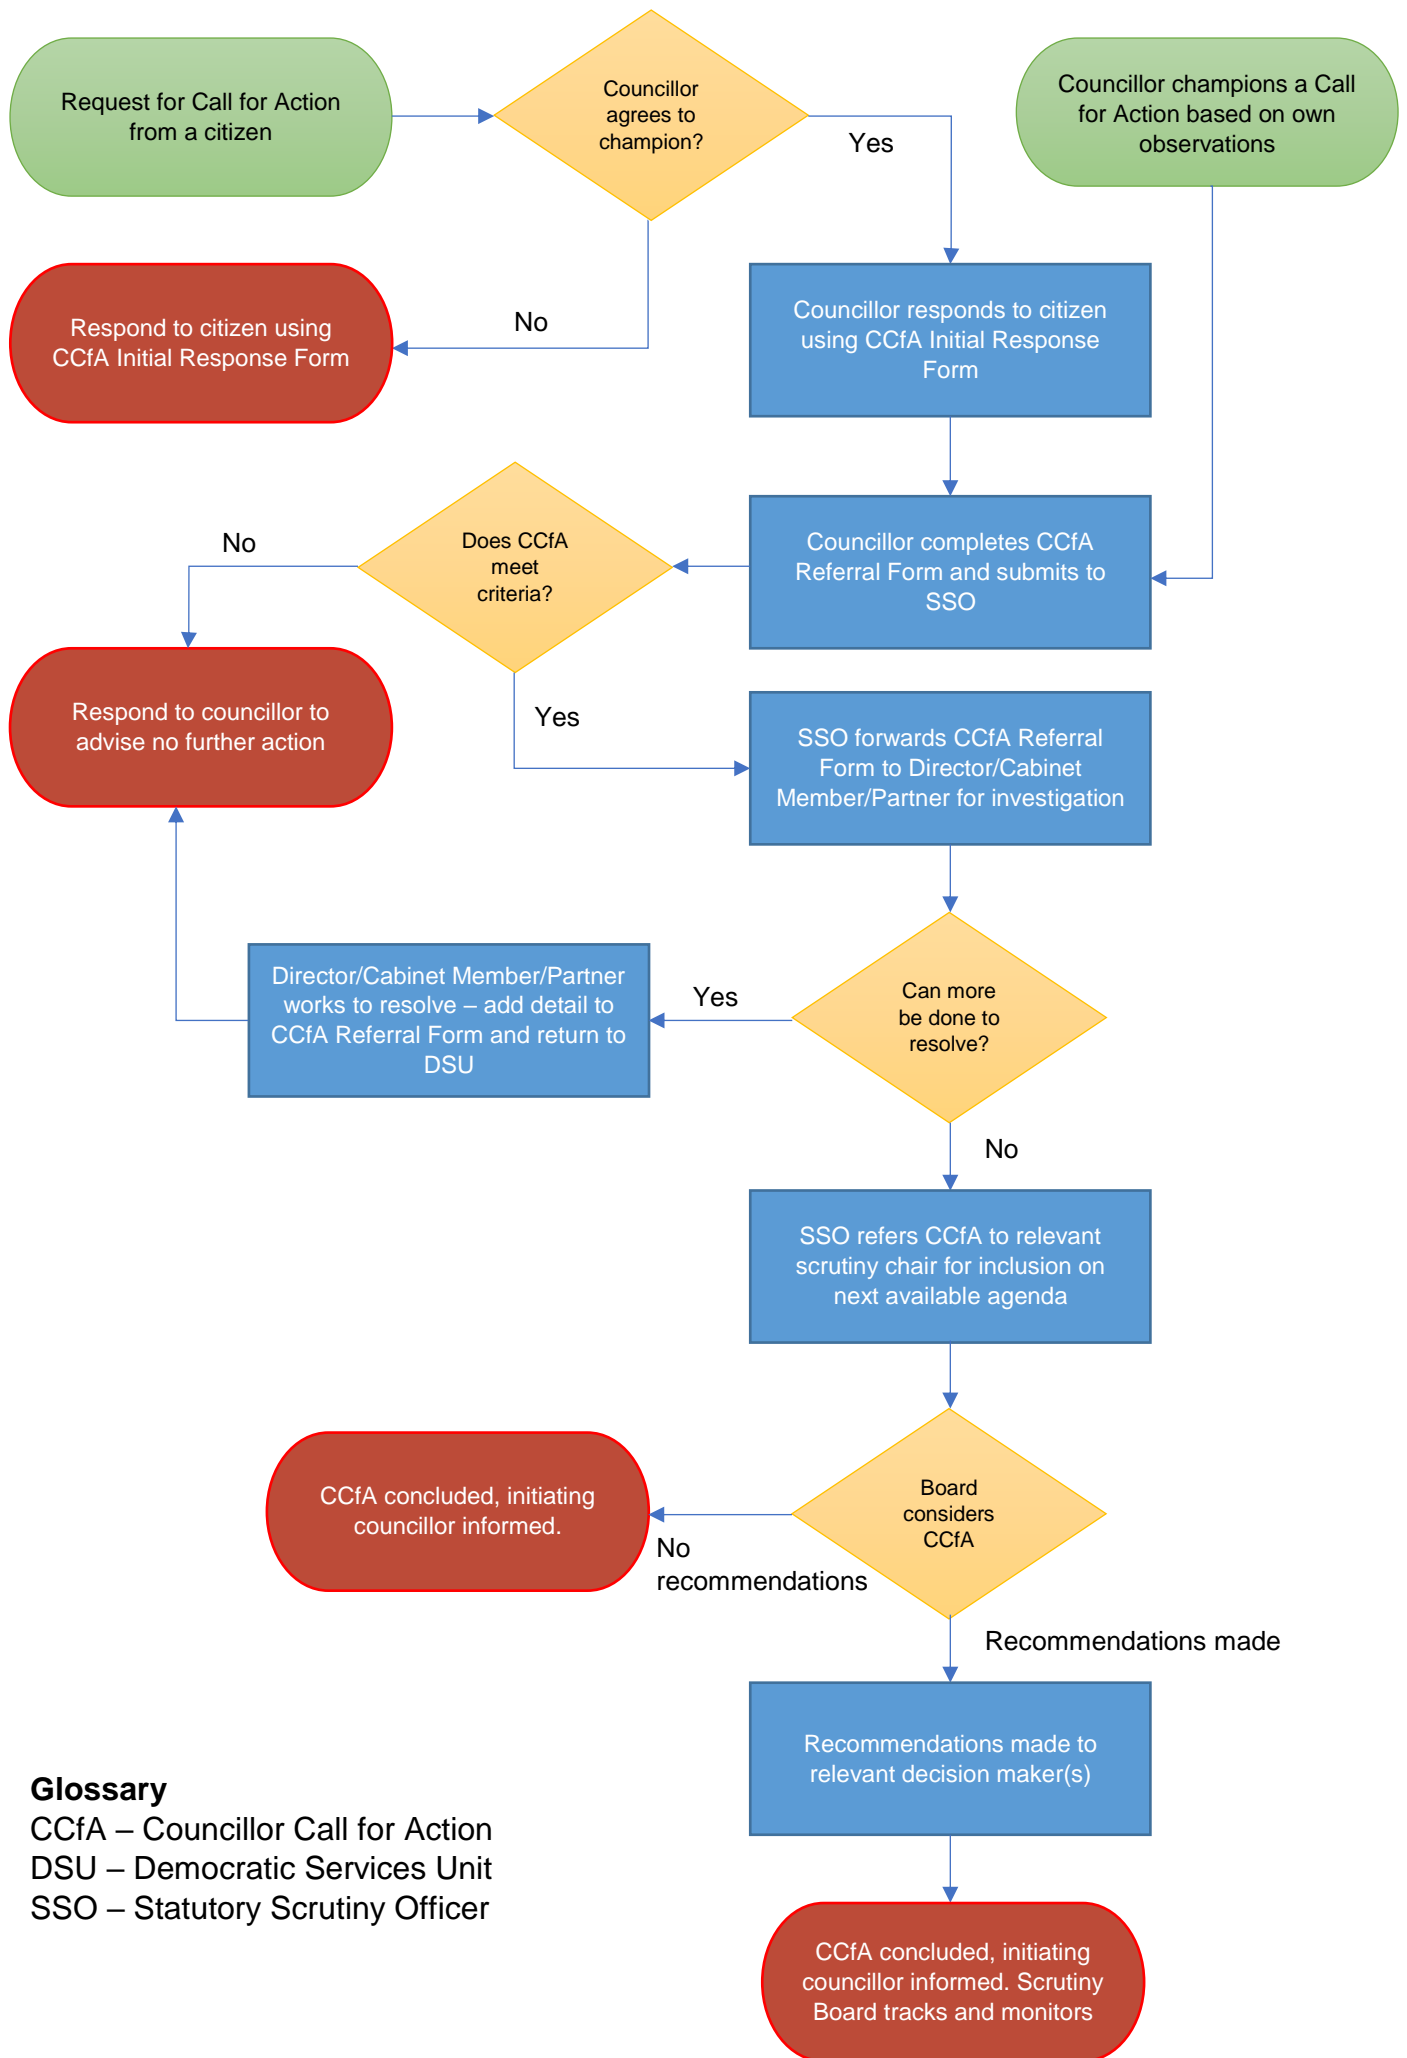 Request for Call for Action
from a citizen
Councillor
agrees to
champion?
Yes
Councillor champions a Call
for Action based on own
observations
No
Respond to citizen using
CCfA Initial Response Form
Councillor responds to citizen
using CCfA Initial Response
Form
Councillor completes CCfA
Referral Form and submits to
SSO
Does CCfA
meet
criteria?
No
Respond to councillor to
advise no further action
Yes
SSO forwards CCfA Referral
Form to Director/Cabinet
Member/Partner for investigation
Can more
be done to
resolve?
Yes
Director/Cabinet Member/Partner
works to resolve – add detail to
CCfA Referral Form and return to
DSU
No
SSO refers CCfA to relevant
scrutiny chair for inclusion on
next available agenda
Board
considers
CCfA
No
recommendations
CCfA concluded, initiating
councillor informed.
Recommendations made
Recommendations made to
relevant decision maker(s)
CCfA concluded, initiating
councillor informed. Scrutiny
Board tracks and monitors
Glossary
CCfA – Councillor Call for Action
DSU – Democratic Services Unit
SSO – Statutory Scrutiny Officer